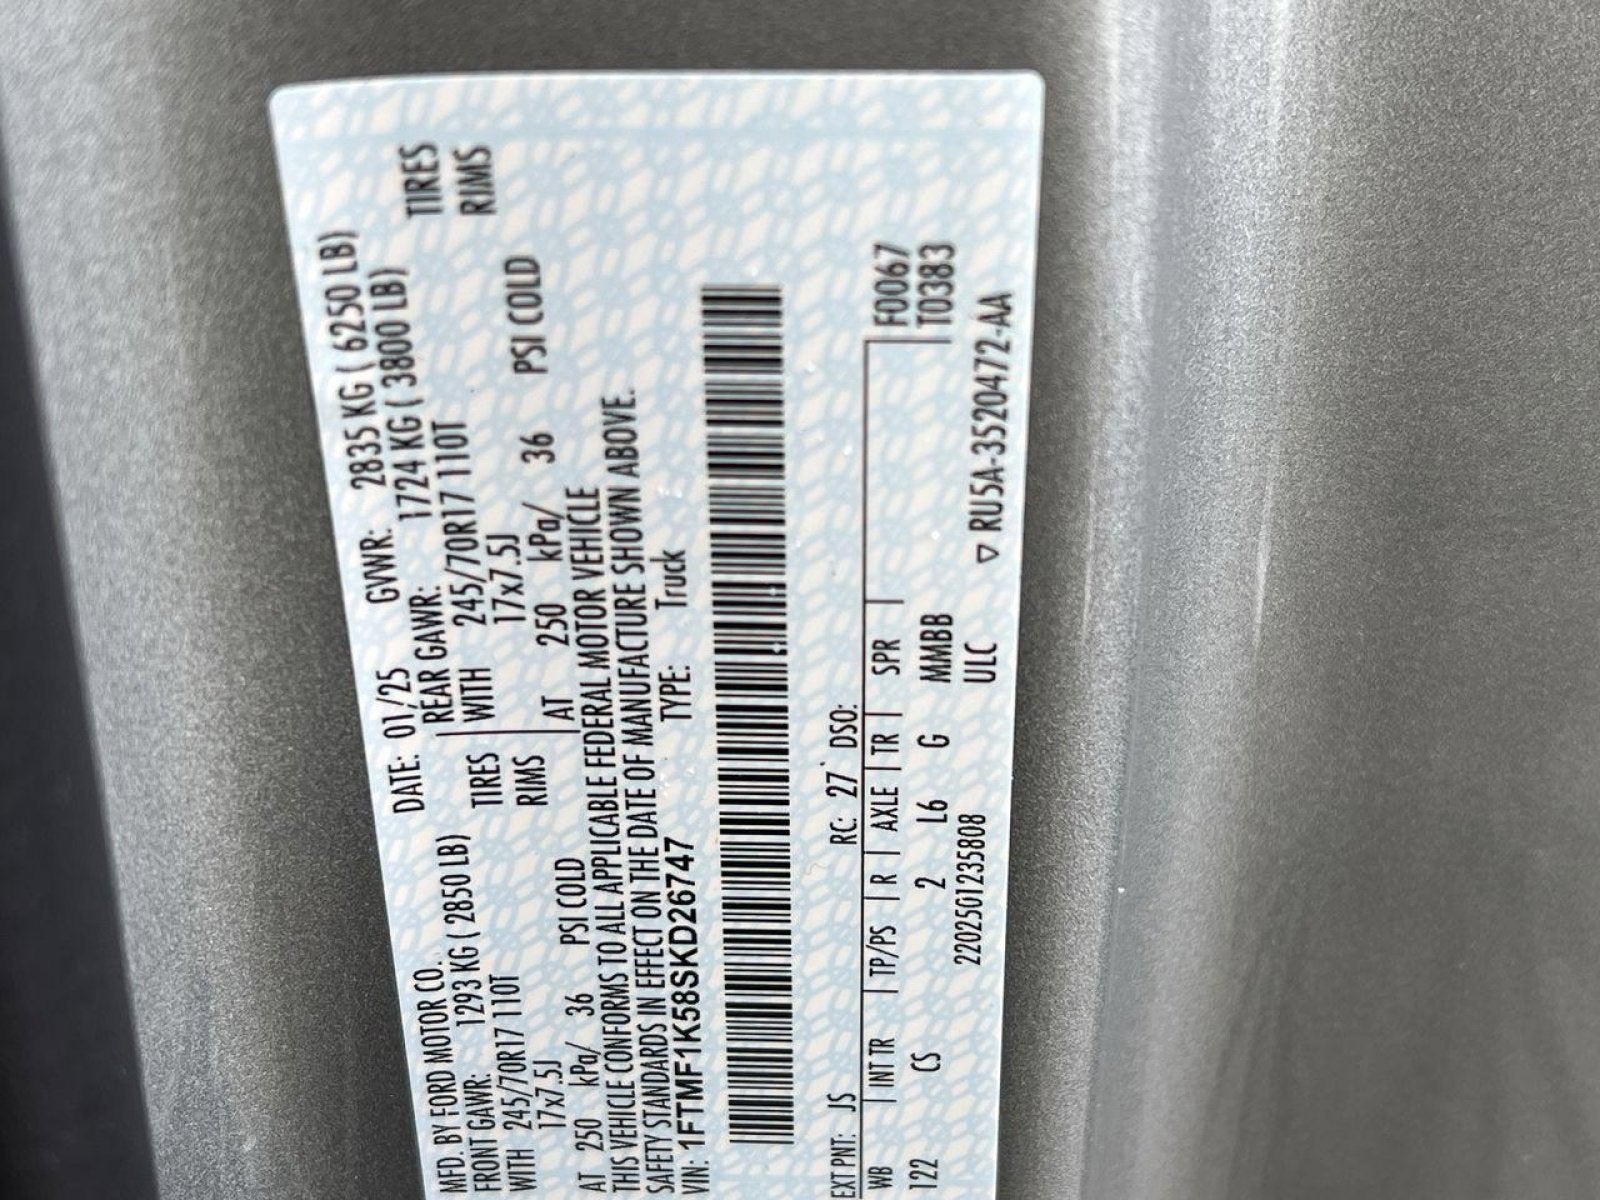 MFD. BY FORD MOTOR CO.
DATE: 01/25 GVWR: 2835 KG ( 6250 LB)
FRONT GAWR: 1293 KG ( 2850 LB) REAR GAWR: 1724 KG ( 3800 LB)
WITH 245/70R17 110T TIRES WITH 245/70R17 110T TIRES
17x7.5J RIMS 17x7.5J RIMS
AT 250 kPa/ 36 PSI COLD AT 250 kPa/ 36 PSI COLD
THIS VEHICLE CONFORMS TO ALL APPLICABLE FEDERAL MOTOR VEHICLE
SAFETY STANDARDS IN EFFECT ON THE DATE OF MANUFACTURE SHOWN ABOVE.
VIN: 1FTMF1K58SKD26747 TYPE: Truck
EXT PNT: JS RC: 27 DSO:
WB | INT TR | TP/PS | R | AXLE | TR | SPR | F0067
122 CS 2 L6 G MMBB T0383
2202501235808 ULC ▽ RU5A-3520472-AA